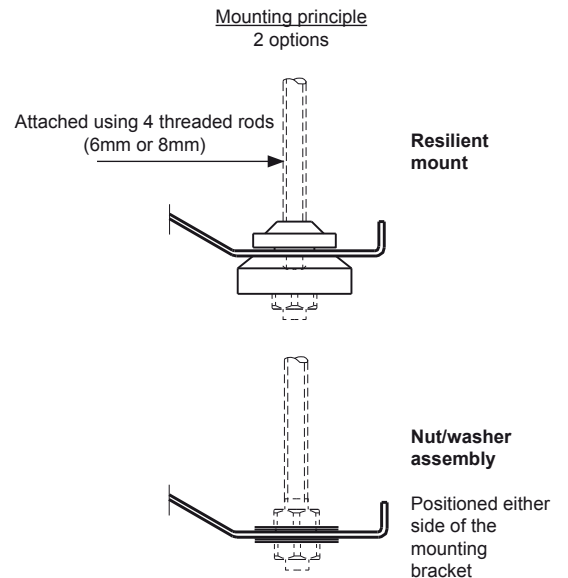 Mounting principle
2 options
Attached using 4 threaded rods
(6mm or 8mm)
Resilient
mount
Nut/washer
assembly
Positioned either
side of the
mounting
bracket